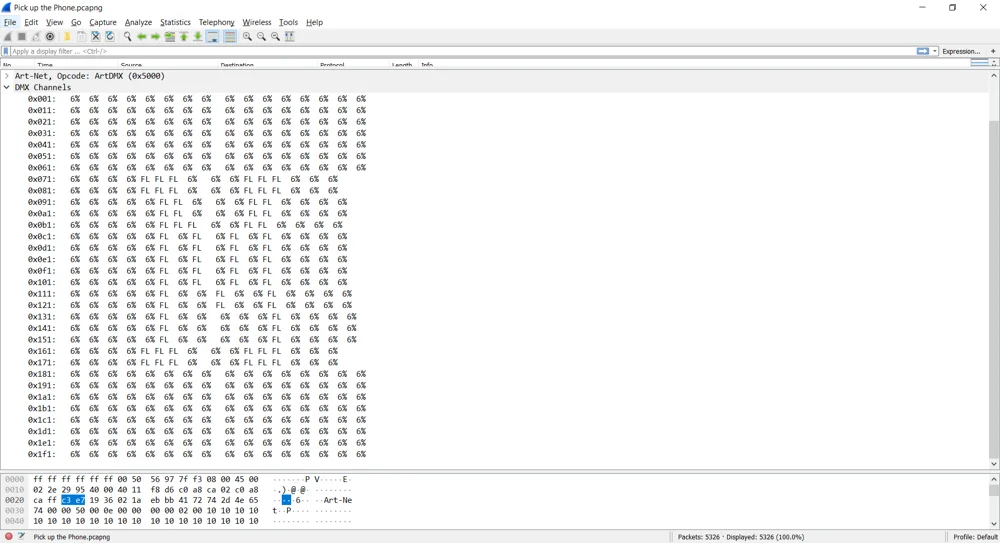 Pick up the Phone.pcapng
File Edit View Go Capture Analyze Statistics Telephony Wireless Tools Help
Apply a display filter ... <Ctrl-/> Expression... +
No. Time Source Destination Protocol Length Info
Art-Net, Opcode: ArtDMX (0x5000)
DMX Channels
0x001: 6% 6% 6% 6% 6% 6% 6% 6% 6% 6% 6% 6% 6% 6% 6% 6%
0x011: 6% 6% 6% 6% 6% 6% 6% 6% 6% 6% 6% 6% 6% 6% 6% 6%
0x021: 6% 6% 6% 6% 6% 6% 6% 6% 6% 6% 6% 6% 6% 6% 6% 6%
0x031: 6% 6% 6% 6% 6% 6% 6% 6% 6% 6% 6% 6% 6% 6% 6% 6%
0x041: 6% 6% 6% 6% 6% 6% 6% 6% 6% 6% 6% 6% 6% 6% 6% 6%
0x051: 6% 6% 6% 6% 6% 6% 6% 6% 6% 6% 6% 6% 6% 6% 6% 6%
0x061: 6% 6% 6% 6% 6% 6% 6% 6% 6% 6% 6% 6% 6% 6% 6% 6%
0x071: 6% 6% 6% 6% FL FL FL 6% 6% 6% FL FL FL 6% 6% 6%
0x081: 6% 6% 6% 6% FL FL FL 6% 6% 6% FL FL FL 6% 6% 6%
0x091: 6% 6% 6% 6% 6% FL FL 6% 6% 6% FL FL 6% 6% 6% 6%
0x0a1: 6% 6% 6% 6% 6% FL FL 6% 6% 6% FL FL 6% 6% 6% 6%
0x0b1: 6% 6% 6% 6% 6% FL FL FL 6% 6% FL FL 6% 6% 6% 6%
0x0c1: 6% 6% 6% 6% 6% FL 6% FL 6% FL 6% FL 6% 6% 6% 6%
0x0d1: 6% 6% 6% 6% 6% FL 6% FL 6% FL 6% FL 6% 6% 6% 6%
0x0e1: 6% 6% 6% 6% 6% FL 6% FL 6% FL 6% FL 6% 6% 6% 6%
0x0f1: 6% 6% 6% 6% 6% FL 6% FL 6% FL 6% FL 6% 6% 6% 6%
0x101: 6% 6% 6% 6% 6% FL 6% FL 6% FL 6% FL 6% 6% 6% 6%
0x111: 6% 6% 6% 6% 6% FL 6% 6% FL 6% 6% FL 6% 6% 6% 6%
0x121: 6% 6% 6% 6% 6% FL 6% 6% FL 6% 6% FL 6% 6% 6% 6%
0x131: 6% 6% 6% 6% 6% FL 6% 6% 6% 6% 6% FL 6% 6% 6% 6%
0x141: 6% 6% 6% 6% 6% FL 6% 6% 6% 6% 6% FL 6% 6% 6% 6%
0x151: 6% 6% 6% 6% 6% FL 6% 6% 6% 6% 6% FL 6% 6% 6% 6%
0x161: 6% 6% 6% 6% FL FL FL 6% 6% 6% FL FL FL 6% 6% 6%
0x171: 6% 6% 6% 6% FL FL FL 6% 6% 6% FL FL FL 6% 6% 6%
0x181: 6% 6% 6% 6% 6% 6% 6% 6% 6% 6% 6% 6% 6% 6% 6% 6%
0x191: 6% 6% 6% 6% 6% 6% 6% 6% 6% 6% 6% 6% 6% 6% 6% 6%
0x1a1: 6% 6% 6% 6% 6% 6% 6% 6% 6% 6% 6% 6% 6% 6% 6% 6%
0x1b1: 6% 6% 6% 6% 6% 6% 6% 6% 6% 6% 6% 6% 6% 6% 6% 6%
0x1c1: 6% 6% 6% 6% 6% 6% 6% 6% 6% 6% 6% 6% 6% 6% 6% 6%
0x1d1: 6% 6% 6% 6% 6% 6% 6% 6% 6% 6% 6% 6% 6% 6% 6% 6%
0x1e1: 6% 6% 6% 6% 6% 6% 6% 6% 6% 6% 6% 6% 6% 6% 6% 6%
0x1f1: 6% 6% 6% 6% 6% 6% 6% 6% 6% 6% 6% 6% 6% 6% 6% 6%
0000 ff ff ff ff ff ff 00 50 56 97 7f f3 08 00 45 00 ·······P V·····E·
0010 02 2e 29 95 40 00 40 11 f8 d6 c0 a8 ca 02 c0 a8 ·.)·@·@· ········
0020 ca ff c3 e7 19 36 02 1a eb bb 41 72 74 2d 4e 65 ·····6·· ··Art-Ne
0030 74 00 00 50 00 0e 00 00 00 00 02 00 10 10 10 10 t··P···· ········
0040 10 10 10 10 10 10 10 10 10 10 10 10 10 10 10 10 ········ ········
Pick up the Phone.pcapng Packets: 5326 · Displayed: 5326 (100.0%) Profile: Default